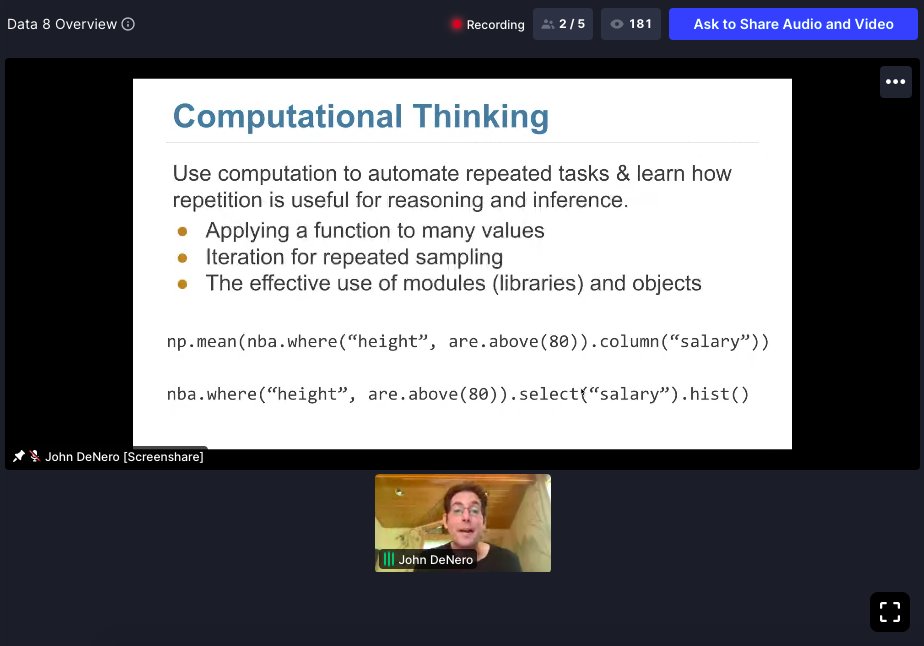 Data 8 Overview
Recording
2 / 5
181
Ask to Share Audio and Video
Computational Thinking
Use computation to automate repeated tasks & learn how
repetition is useful for reasoning and inference.
● Applying a function to many values
● Iteration for repeated sampling
● The effective use of modules (libraries) and objects
np.mean(nba.where(“height”, are.above(80)).column(“salary”))
nba.where(“height”, are.above(80)).select(“salary”).hist()
John DeNero [Screenshare]
John DeNero